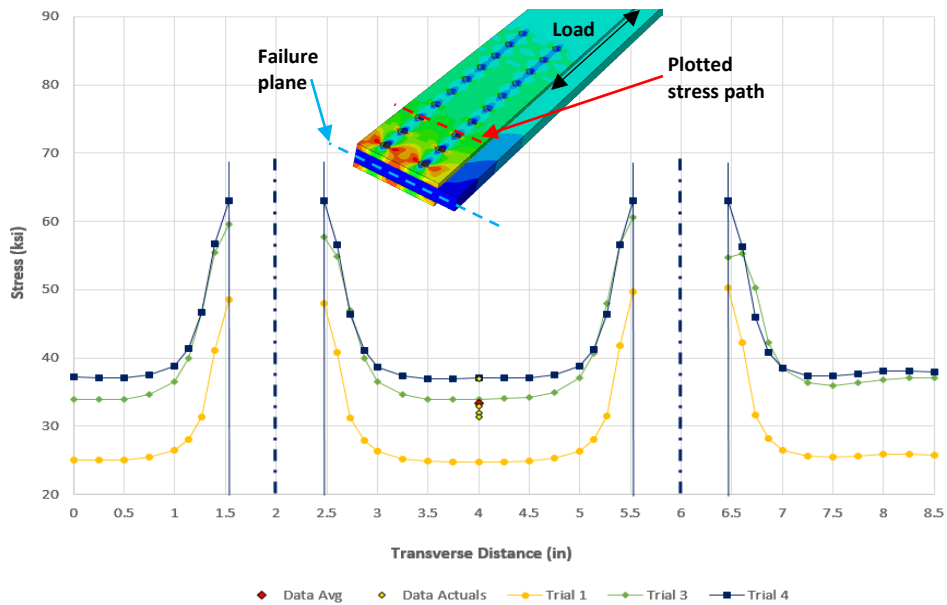 90
80
70
60
50
40
30
20
Stress (ksi)
Failure
plane
Load
Plotted
stress path
0 0.5 1 1.5 2 2.5 3 3.5 4 4.5 5 5.5 6 6.5 7 7.5 8 8.5
Transverse Distance (in)
Data Avg Data Actuals Trial 1 Trial 3 Trial 4